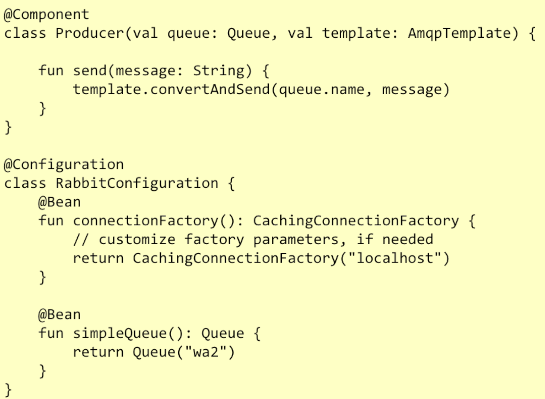 @Component
class Producer(val queue: Queue, val template: AmqpTemplate) {
    fun send(message: String) {
        template.convertAndSend(queue.name, message)
    }
}
@Configuration
class RabbitConfiguration {
    @Bean
    fun connectionFactory(): CachingConnectionFactory {
        // customize factory parameters, if needed
        return CachingConnectionFactory("localhost")
    }
    @Bean
    fun simpleQueue(): Queue {
        return Queue("wa2")
    }
}